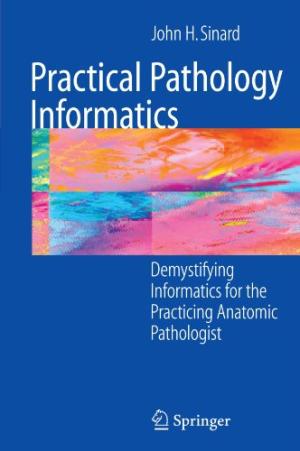 John H. Sinard
Practical Pathology
Informatics
Demystifying
Informatics for the
Practicing Anatomic
Pathologist
Springer